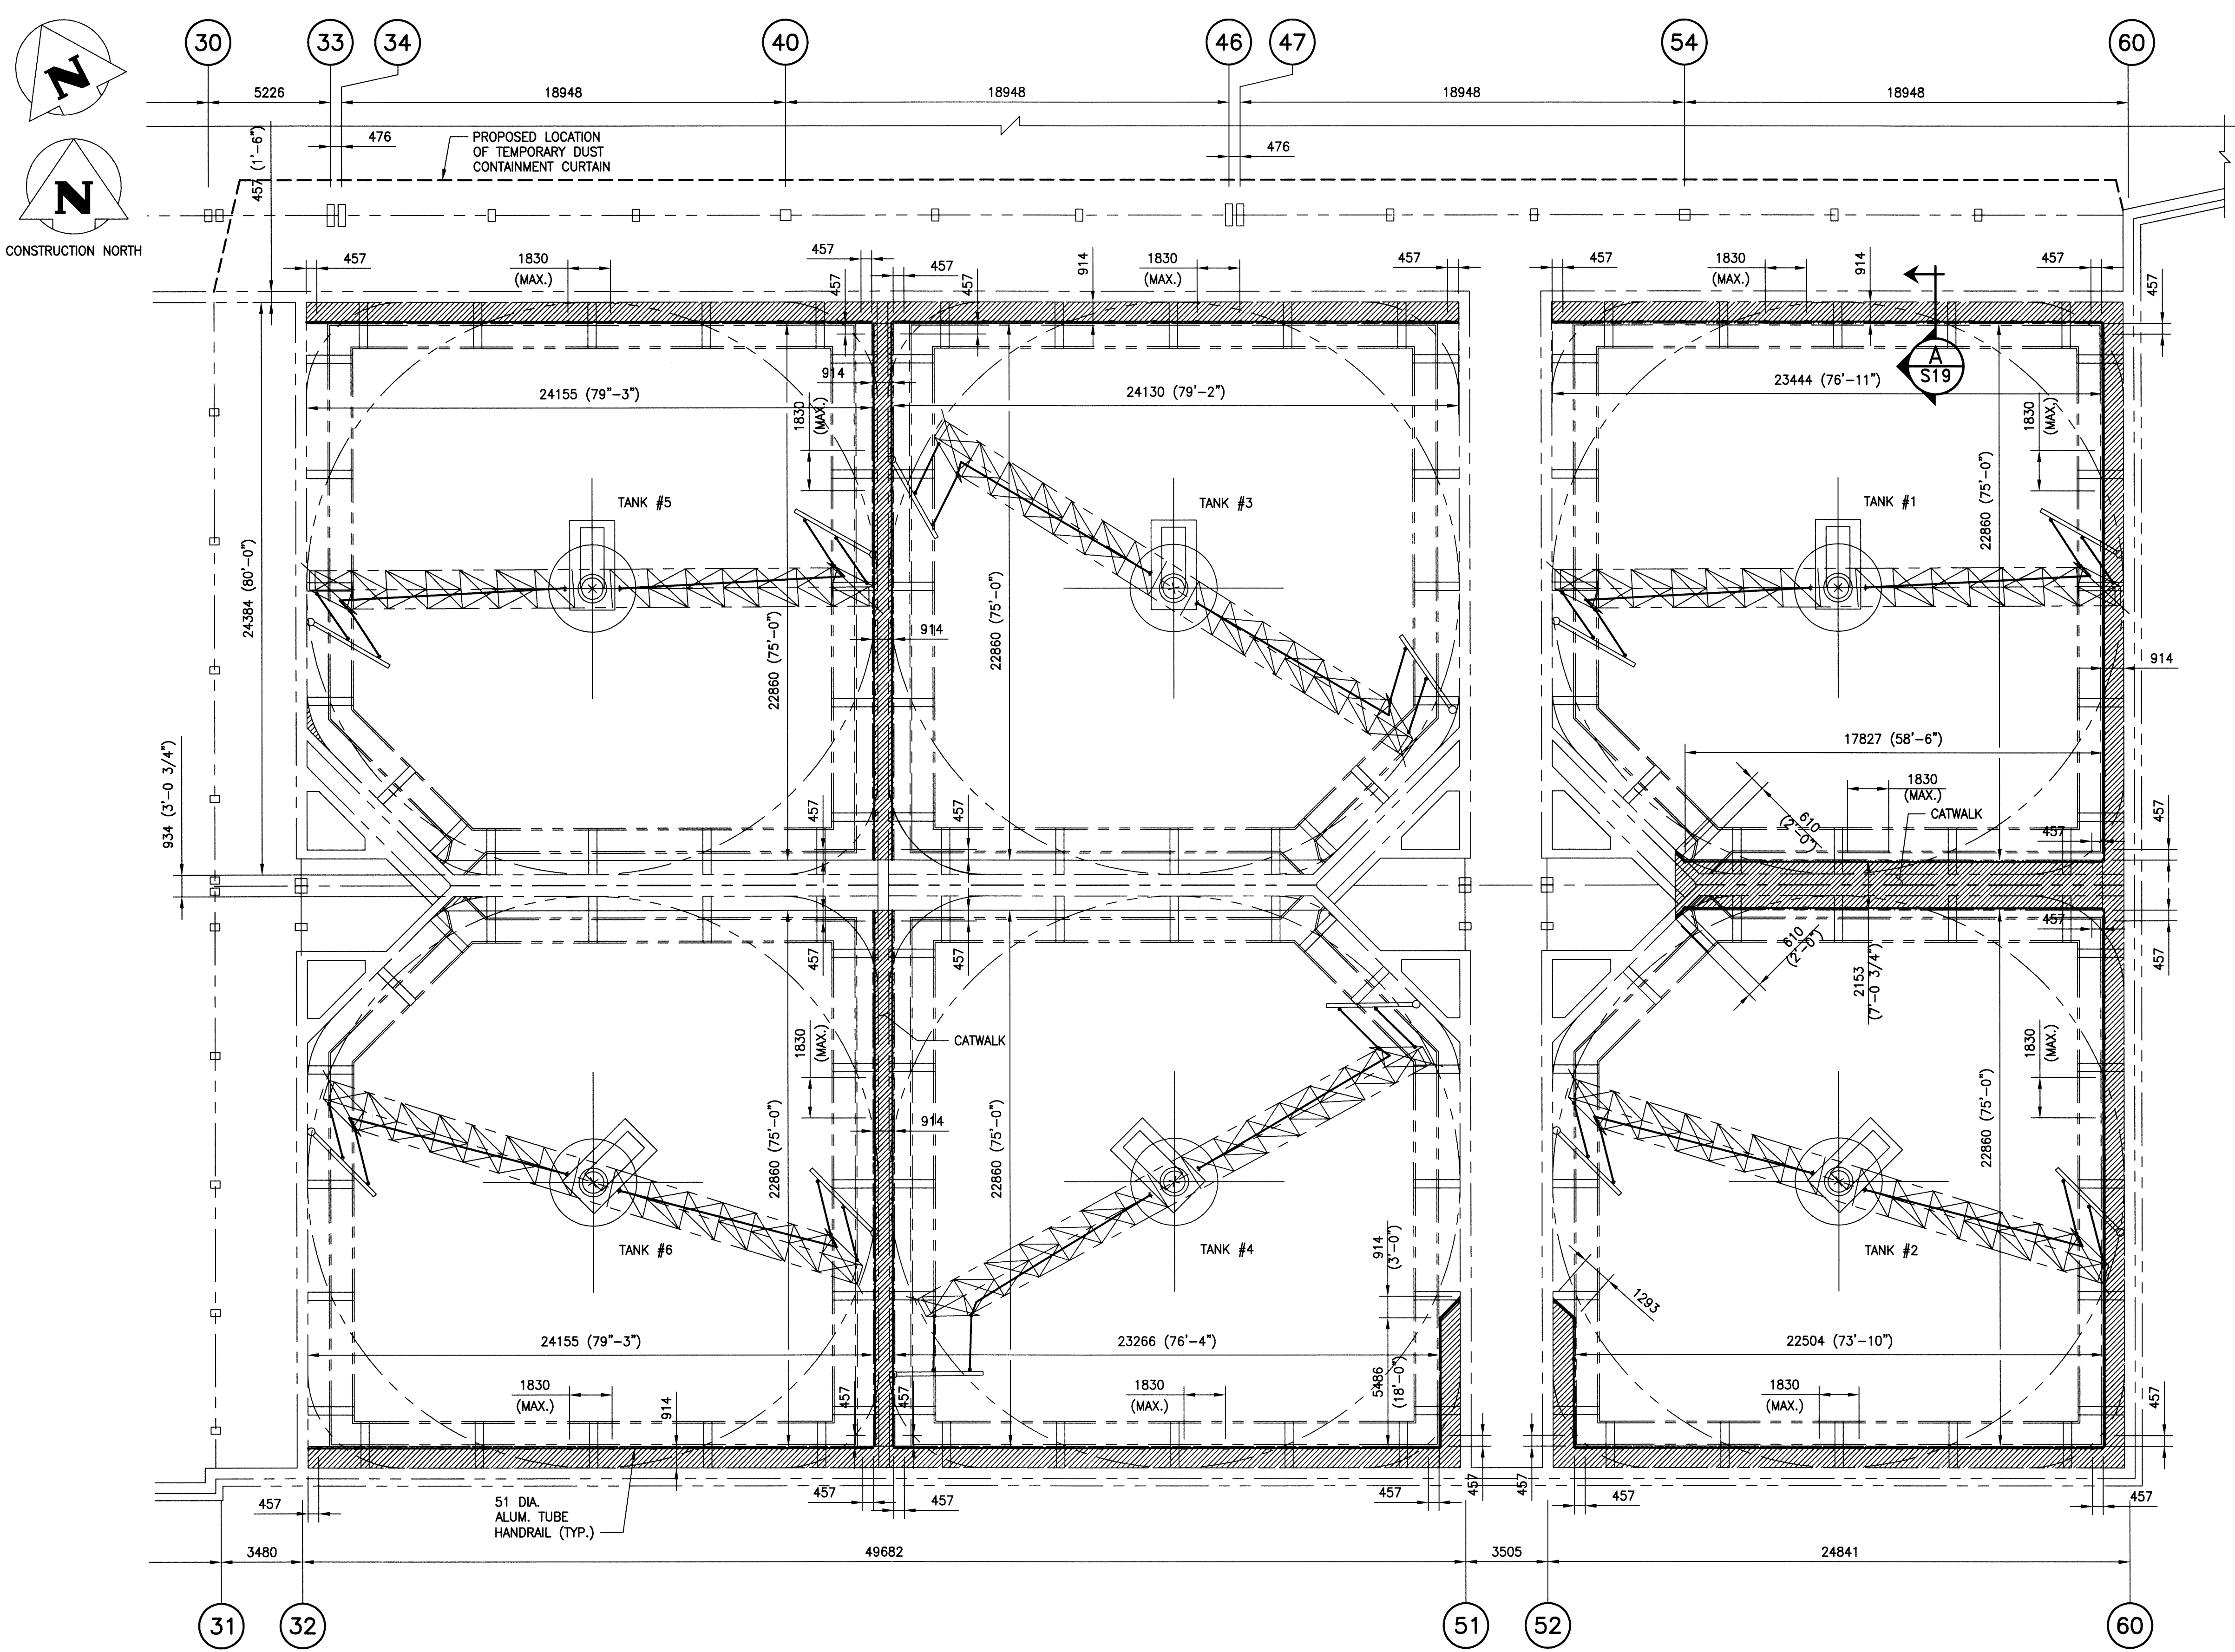 30 33 34 40 46 47 54 60
N
5226 18948 18948 18948 18948
476
PROPOSED LOCATION
OF TEMPORARY DUST
CONTAINMENT CURTAIN
476
457 (1'-6")
N
CONSTRUCTION NORTH
457 1830 457 457 1830 457 457 1830 457
(MAX.) (MAX.) (MAX.)
457 457 914 914 457
914
A
S19
24155 (79"-3") 24130 (79'-2") 23444 (76'-11")
1830
(MAX.)
1830
(MAX.)
TANK #5 TANK #3 TANK #1
22860 (75'-0")
24384 (80'-0")
22860 (75'-0")
22860 (75'-0")
914
914
17827 (58'-6")
934 (3'-0 3/4")
1830
(MAX.)
610
(2'-0")
CATWALK
457 457 457 457
457 457 457 457
610
(2'-0")
2153
(7'-0 3/4")
CATWALK
1830
(MAX.)
1830
(MAX.)
914
22860 (75'-0")
22860 (75'-0")
22860 (75'-0")
TANK #6 TANK #4 TANK #2
914
(3'-0")
1293
24155 (79"-3") 23266 (76'-4") 22504 (73'-10")
5486
(18'-0")
1830 1830 1830
(MAX.) (MAX.) (MAX.)
914 457 457 457
457 457
457 457 457 457 457 457
51 DIA.
ALUM. TUBE
HANDRAIL (TYP.)
3480 49682 3505 24841
31 32 51 52 60